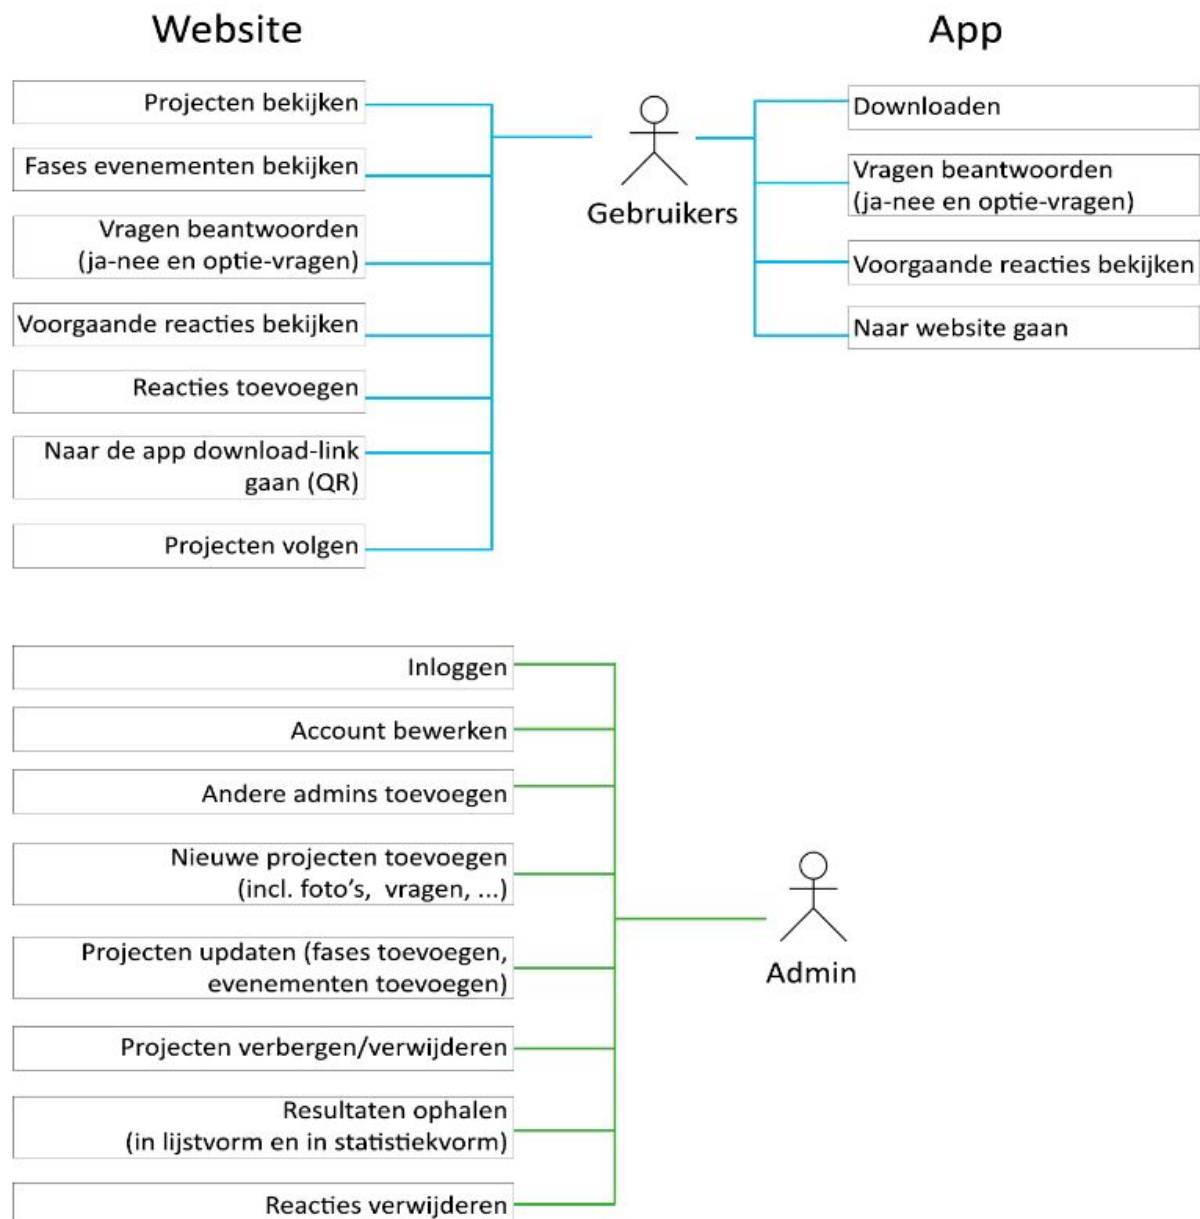 Website
App
Projecten bekijken
Fases evenementen bekijken
Vragen beantwoorden
(ja-nee en optie-vragen)
Voorgaande reacties bekijken
Reacties toevoegen
Naar de app download-link
gaan (QR)
Projecten volgen
Gebruikers
Downloaden
Vragen beantwoorden
(ja-nee en optie-vragen)
Voorgaande reacties bekijken
Naar website gaan
Inloggen
Account bewerken
Andere admins toevoegen
Nieuwe projecten toevoegen
(incl. foto's, vragen, ...)
Projecten updaten (fases toevoegen,
evenementen toevoegen)
Projecten verbergen/verwijderen
Resultaten ophalen
(in lijstvorm en in statistiekvorm)
Reacties verwijderen
Admin